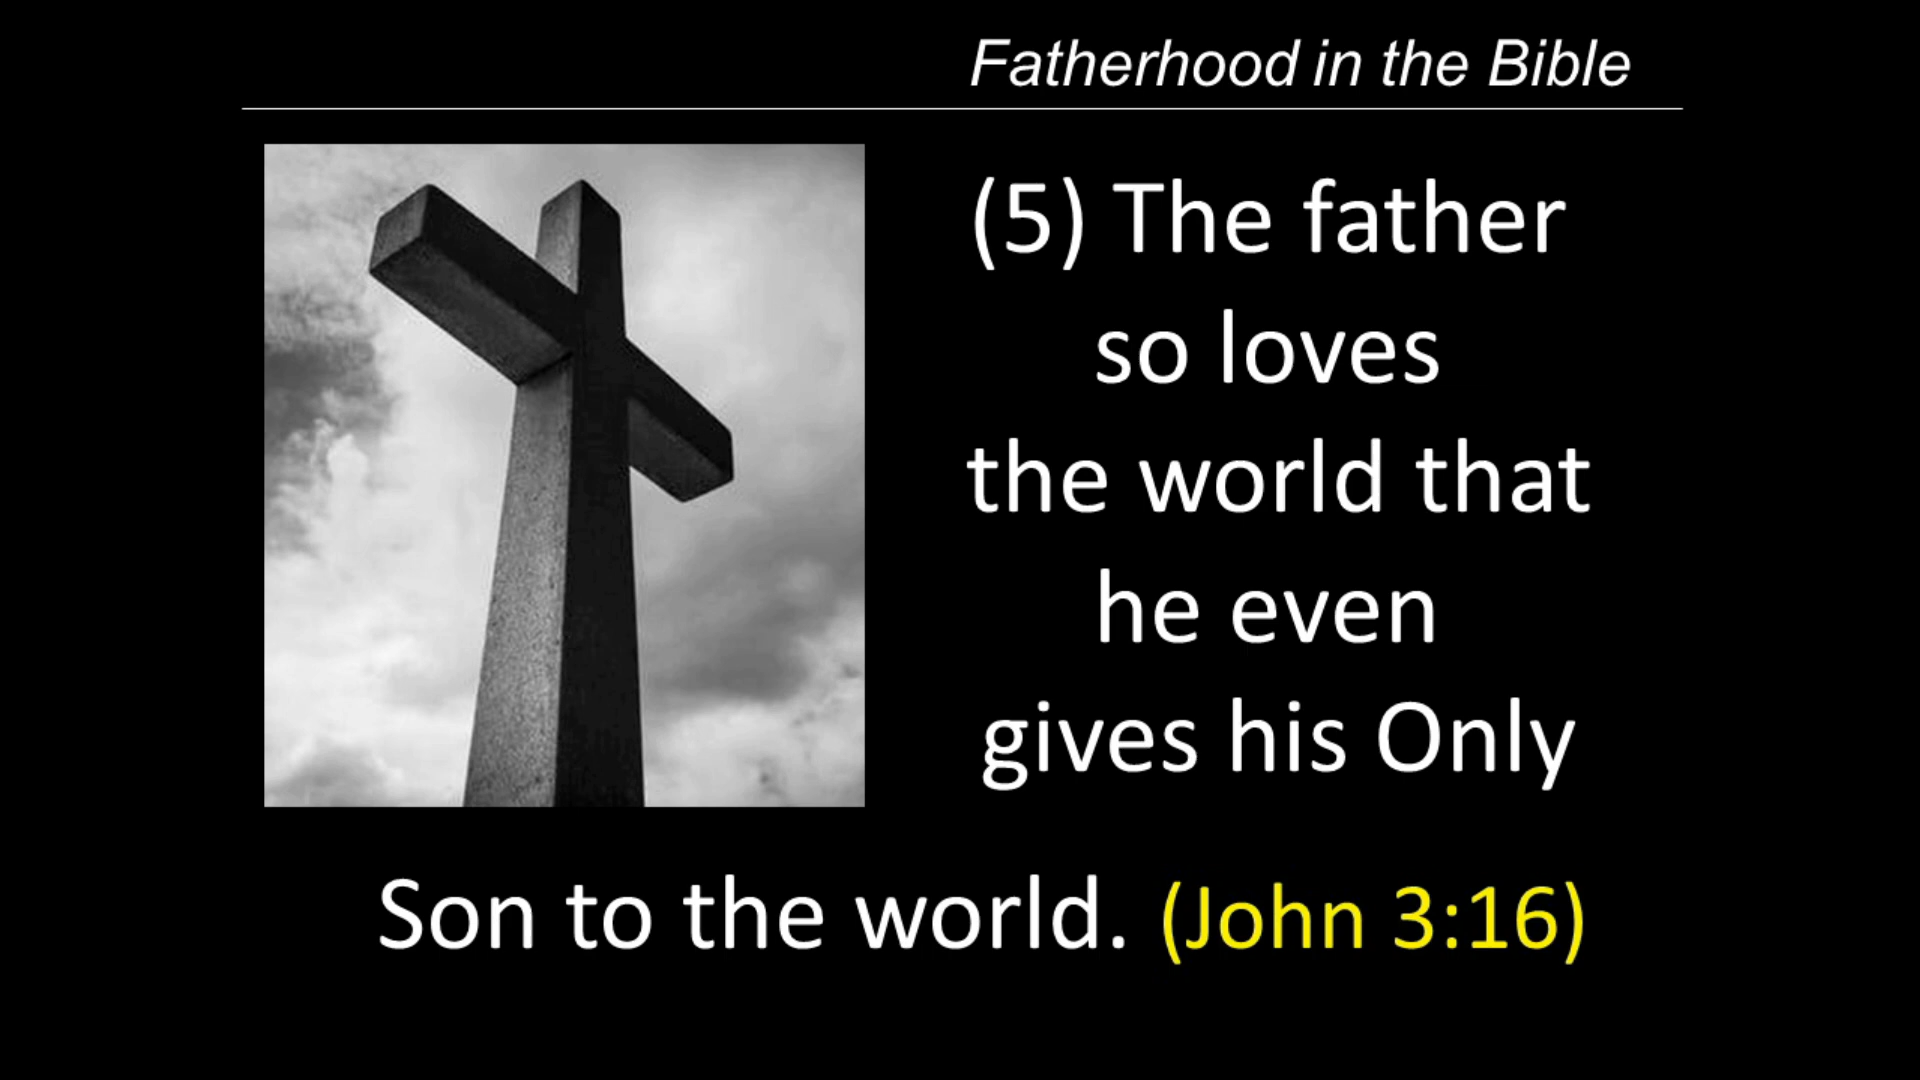 Fatherhood in the Bible
(5) The father
so loves
the world that
he even
gives his Only
Son to the world. (John 3:16)